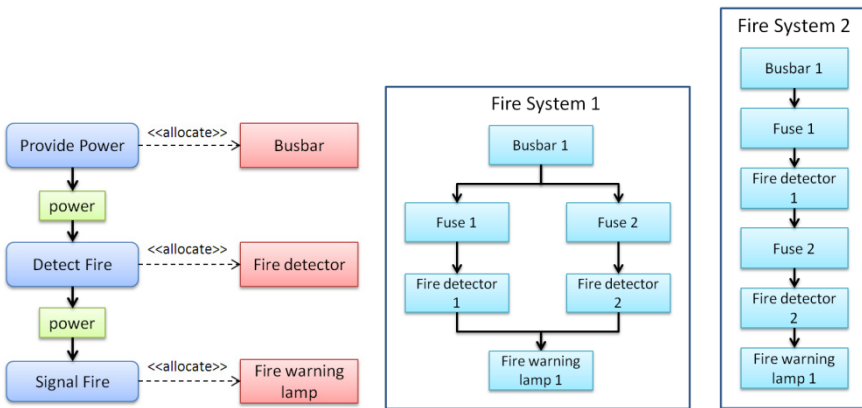 <<allocate>>
Provide Power
Busbar
power
<<allocate>>
Detect Fire
Fire detector
power
<<allocate>>
Signal Fire
Fire warning
lamp
Fire System 1
Busbar 1
Fuse 1
Fuse 2
Fire detector
1
Fire detector
2
Fire warning
lamp 1
Fire System 2
Busbar 1
Fuse 1
Fire detector
1
Fuse 2
Fire detector
2
Fire warning
lamp 1